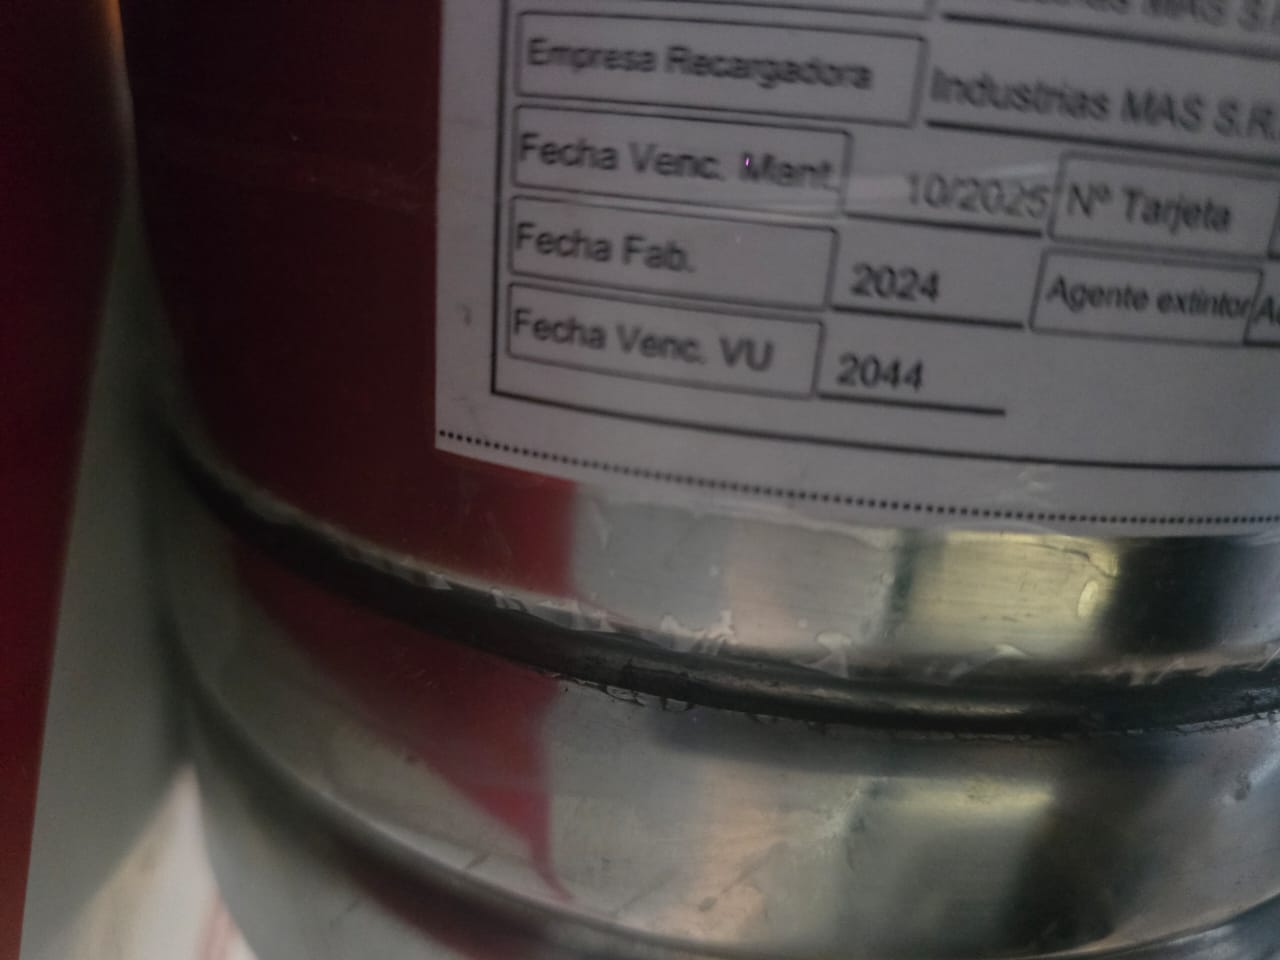 MAS S.R.
Empresa Recargadora Industrias MAS S.R.
Fecha Venc. Mant. 10/2025 Nº Tarjeta
Fecha Fab. 2024 Agente extintor
Fecha Venc. VU 2044